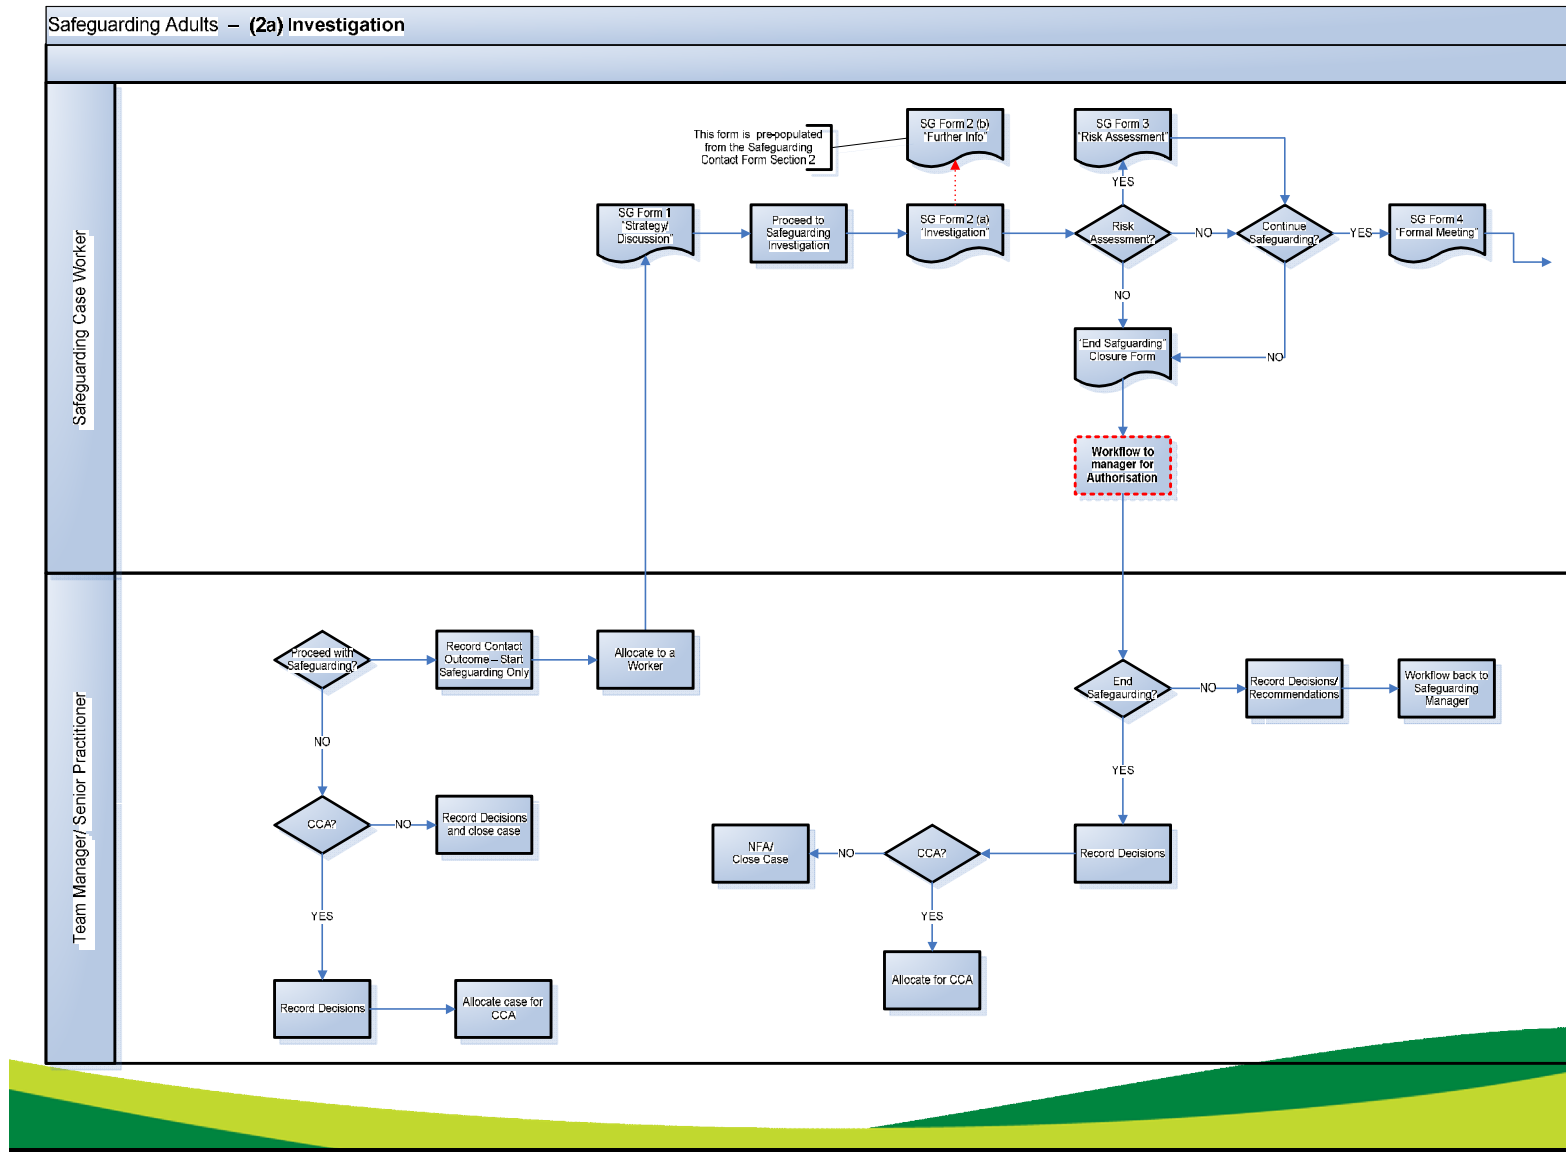 Safeguarding Adults – (2a) Investigation
Safeguarding Case Worker
This form is pre-populated
from the Safeguarding
Contact Form Section 2
SG Form 2 (b)
“Further Info”
SG Form 3
“Risk Assessment”
YES
SG Form 1
“Strategy/
Discussion”
Proceed to
Safeguarding
Investigation
SG Form 2 (a)
“Investigation”
Risk
Assessment?
NO
Continue
Safeguarding?
YES
SG Form 4
“Formal Meeting”
NO
“End Safguarding”
Closure Form
NO
Workflow to
manager for
Authorisation
Team Manager/ Senior Practitioner
Proceed with
Safeguarding?
Record Contact
Outcome – Start
Safeguarding Only
Allocate to a
Worker
End
Safegaurding?
NO
Record Decisions/
Recommendations
Workflow back to
Safeguarding
Manager
NO
YES
CCA?
NO
Record Decisions
and close case
NFA/
Close Case
NO
CCA?
Record Decisions
YES
YES
Record Decisions
Allocate case for
CCA
Allocate for CCA